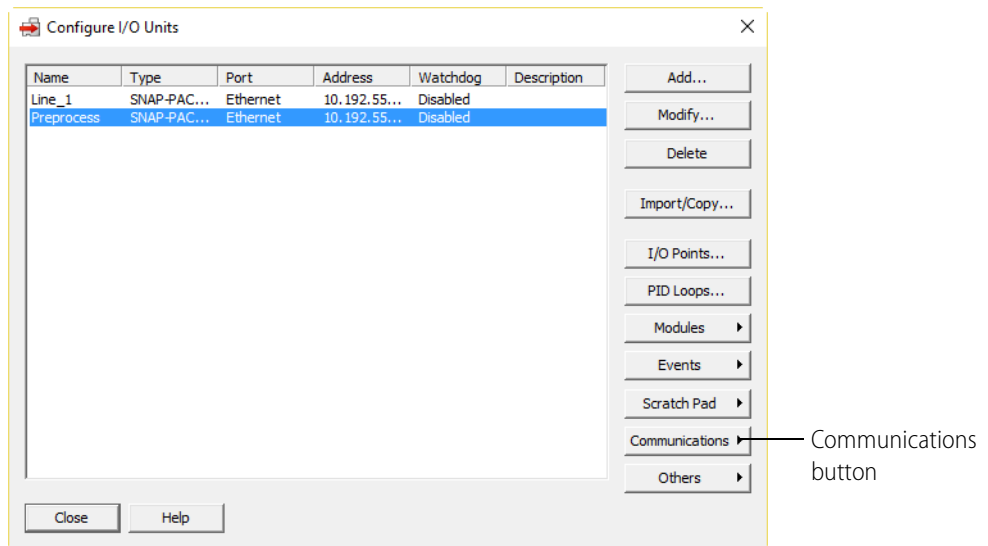 Configure I/O Units
Name Type Port Address Watchdog Description
Line_1 SNAP-PAC... Ethernet 10.192.55... Disabled
Preprocess SNAP-PAC... Ethernet 10.192.55... Disabled
Add...
Modify...
Delete
Import/Copy...
I/O Points...
PID Loops...
Modules
Events
Scratch Pad
Communications
Others
Communications
button
Close Help